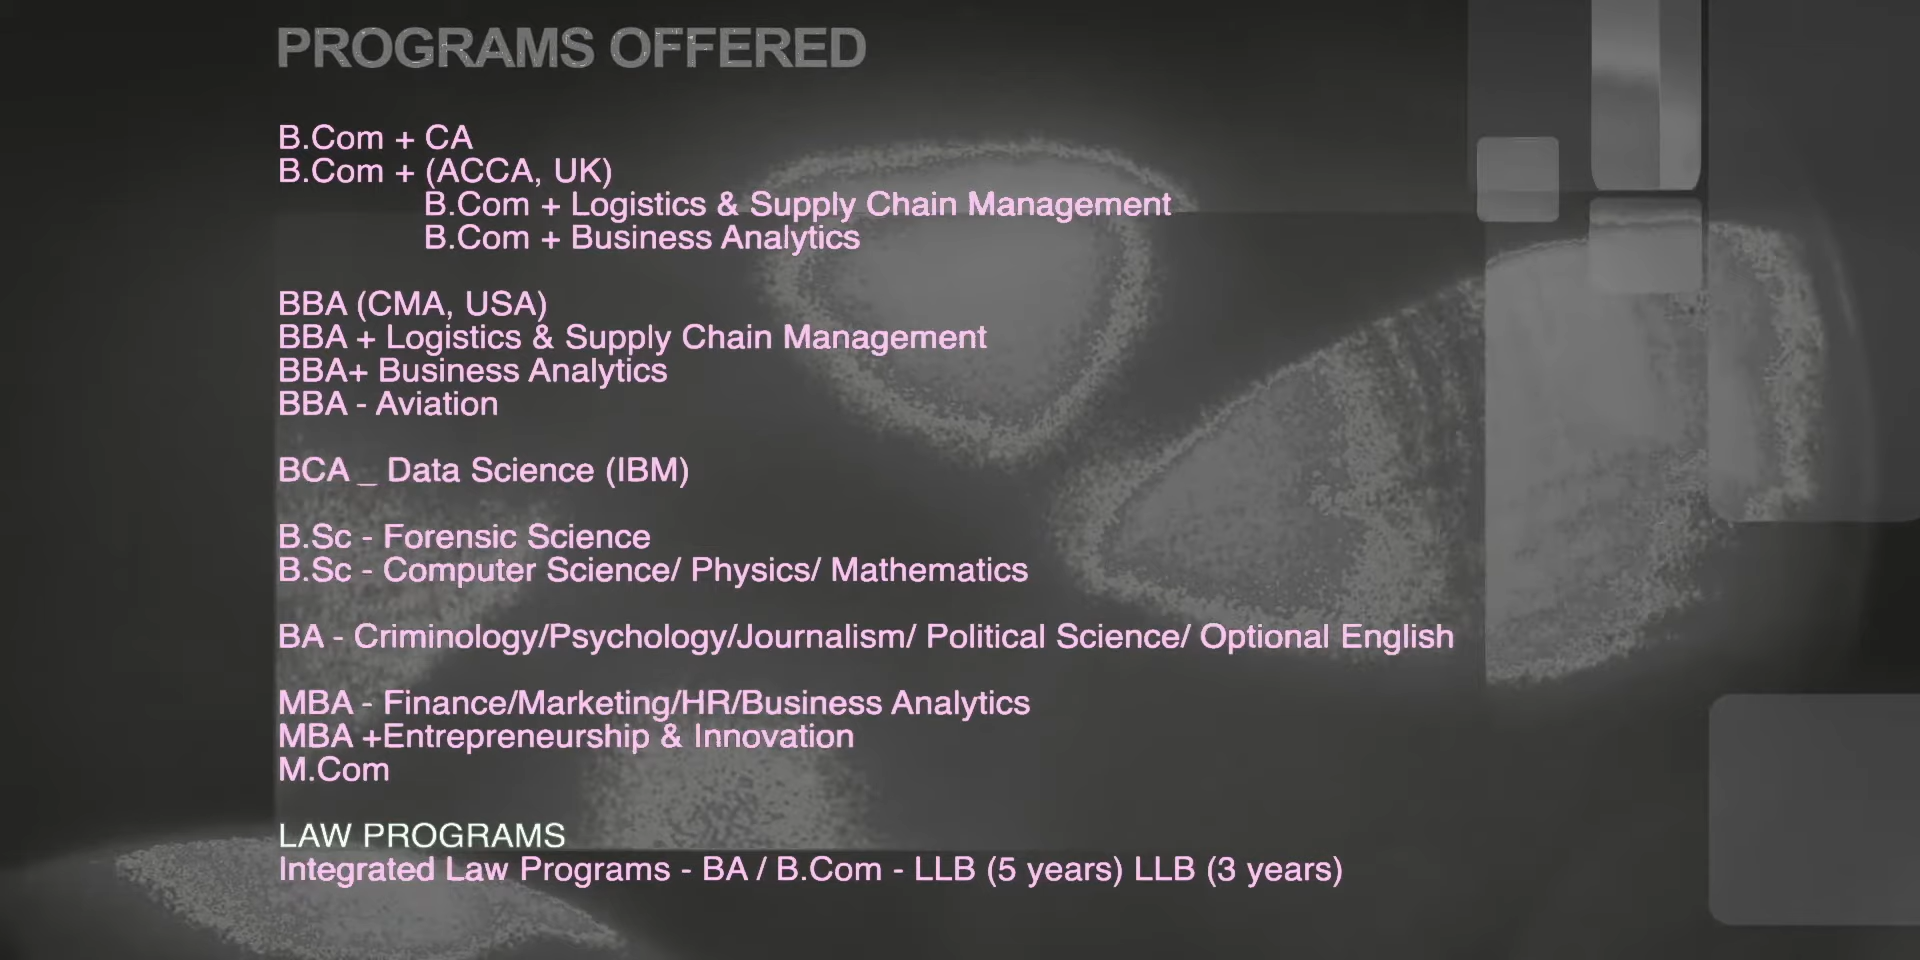 PROGRAMS OFFERED
B.Com + CA
B.Com + (ACCA, UK)
B.Com + Logistics & Supply Chain Management
B.Com + Business Analytics
BBA (CMA, USA)
BBA + Logistics & Supply Chain Management
BBA+ Business Analytics
BBA - Aviation
BCA _ Data Science (IBM)
B.Sc - Forensic Science
B.Sc - Computer Science/ Physics/ Mathematics
BA - Criminology/Psychology/Journalism/ Political Science/ Optional English
MBA - Finance/Marketing/HR/Business Analytics
MBA +Entrepreneurship & Innovation
M.Com
LAW PROGRAMS
Integrated Law Programs - BA / B.Com - LLB (5 years) LLB (3 years)